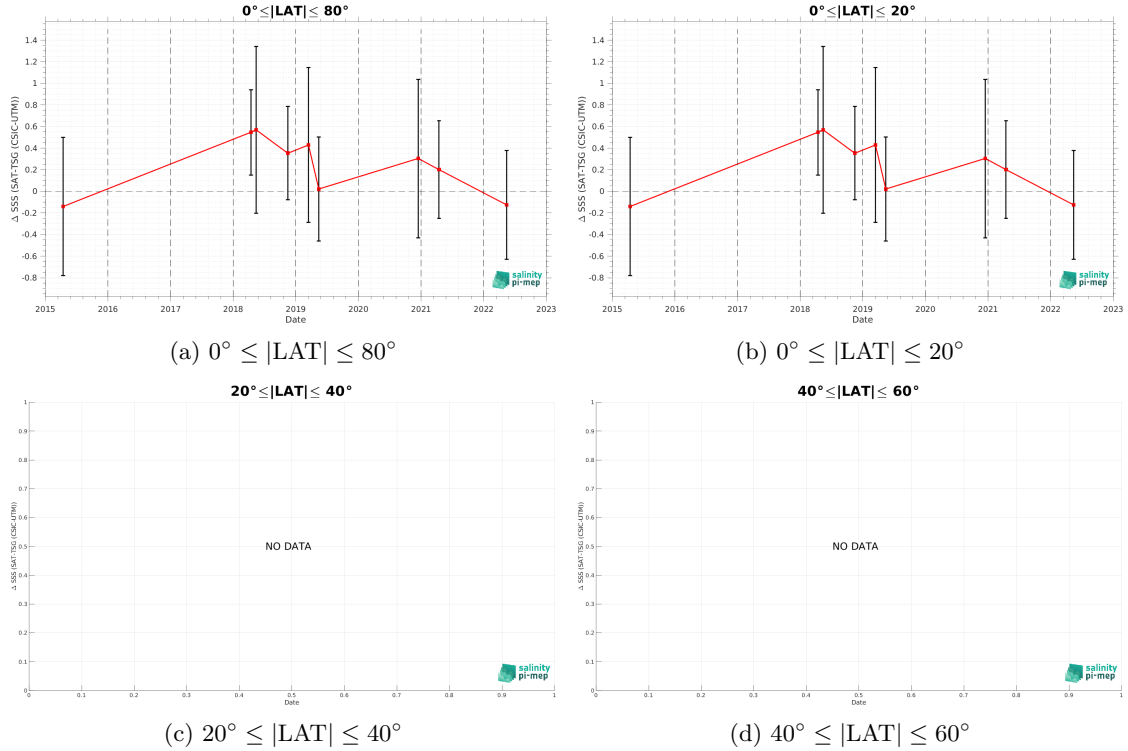 0°≤|LAT|≤ 80°
Δ SSS (SAT-TSG (CSIC-UTM))
1.4
1.2
1
0.8
0.6
0.4
0.2
0
-0.2
-0.4
-0.6
-0.8
2015 2016 2017 2018 2019 2020 2021 2022 2023
Date
salinity
pi-mep
(a) 0° ≤ |LAT| ≤ 80°
0°≤|LAT|≤ 20°
Δ SSS (SAT-TSG (CSIC-UTM))
1.4
1.2
1
0.8
0.6
0.4
0.2
0
-0.2
-0.4
-0.6
-0.8
2015 2016 2017 2018 2019 2020 2021 2022 2023
Date
salinity
pi-mep
(b) 0° ≤ |LAT| ≤ 20°
20°≤|LAT|≤ 40°
Δ SSS (SAT-TSG (CSIC-UTM))
1
0.9
0.8
0.7
0.6
0.5
0.4
0.3
0.2
0.1
0
NO DATA
0 0.1 0.2 0.3 0.4 0.5 0.6 0.7 0.8 0.9 1
Date
salinity
pi-mep
(c) 20° ≤ |LAT| ≤ 40°
40°≤|LAT|≤ 60°
Δ SSS (SAT-TSG (CSIC-UTM))
1
0.9
0.8
0.7
0.6
0.5
0.4
0.3
0.2
0.1
0
NO DATA
0 0.1 0.2 0.3 0.4 0.5 0.6 0.7 0.8 0.9 1
Date
salinity
pi-mep
(d) 40° ≤ |LAT| ≤ 60°